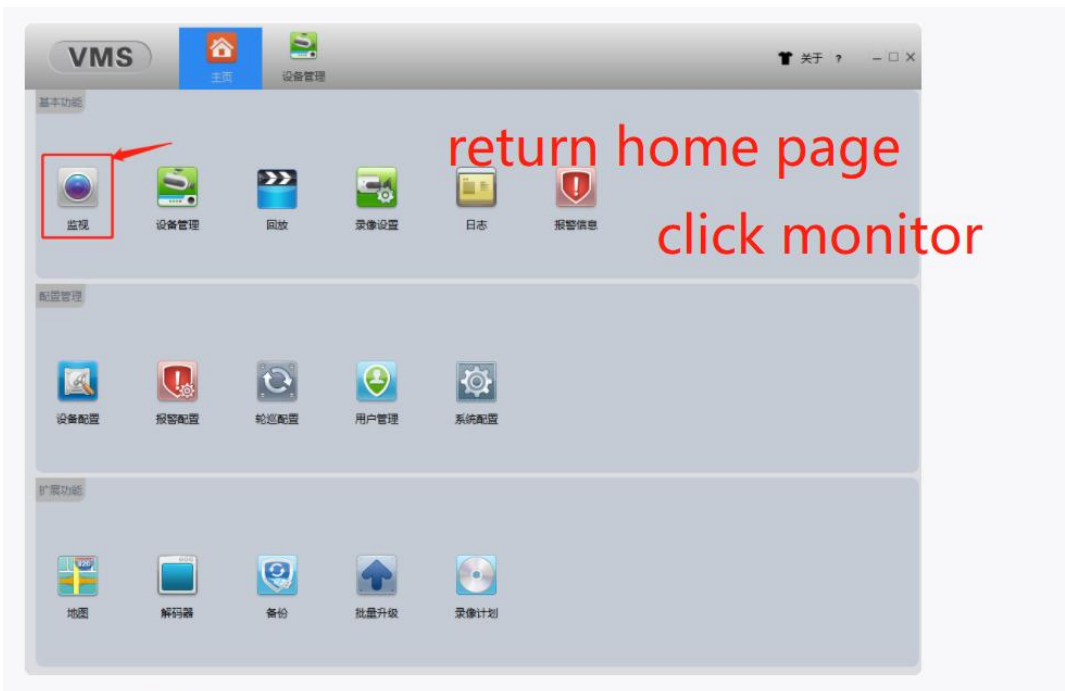 VMS
主页
设备管理
关于 ?
基本功能
return home page
监视
设备管理
回放
录像设置
日志
报警信息
click monitor
配置管理
设备配置
报警配置
轮巡配置
用户管理
系统配置
扩展功能
地图
解码器
备份
批量升级
录像计划